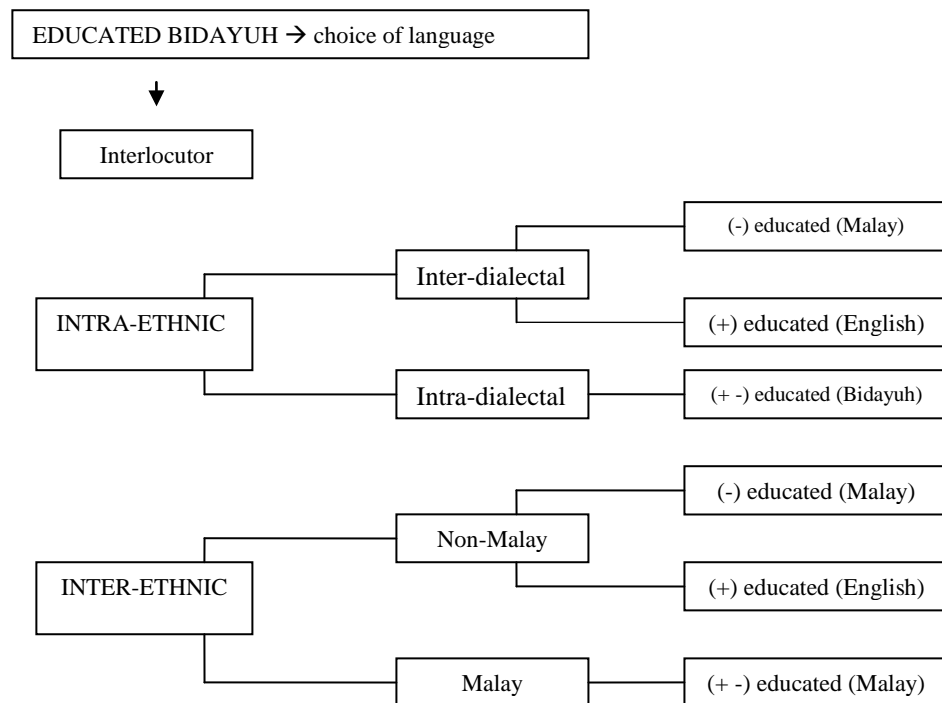 EDUCATED BIDAYUH → choice of language
Interlocutor
(-) educated (Malay)
Inter-dialectal
INTRA-ETHNIC
(+) educated (English)
Intra-dialectal
(+ -) educated (Bidayuh)
(-) educated (Malay)
Non-Malay
INTER-ETHNIC
(+) educated (English)
Malay
(+ -) educated (Malay)